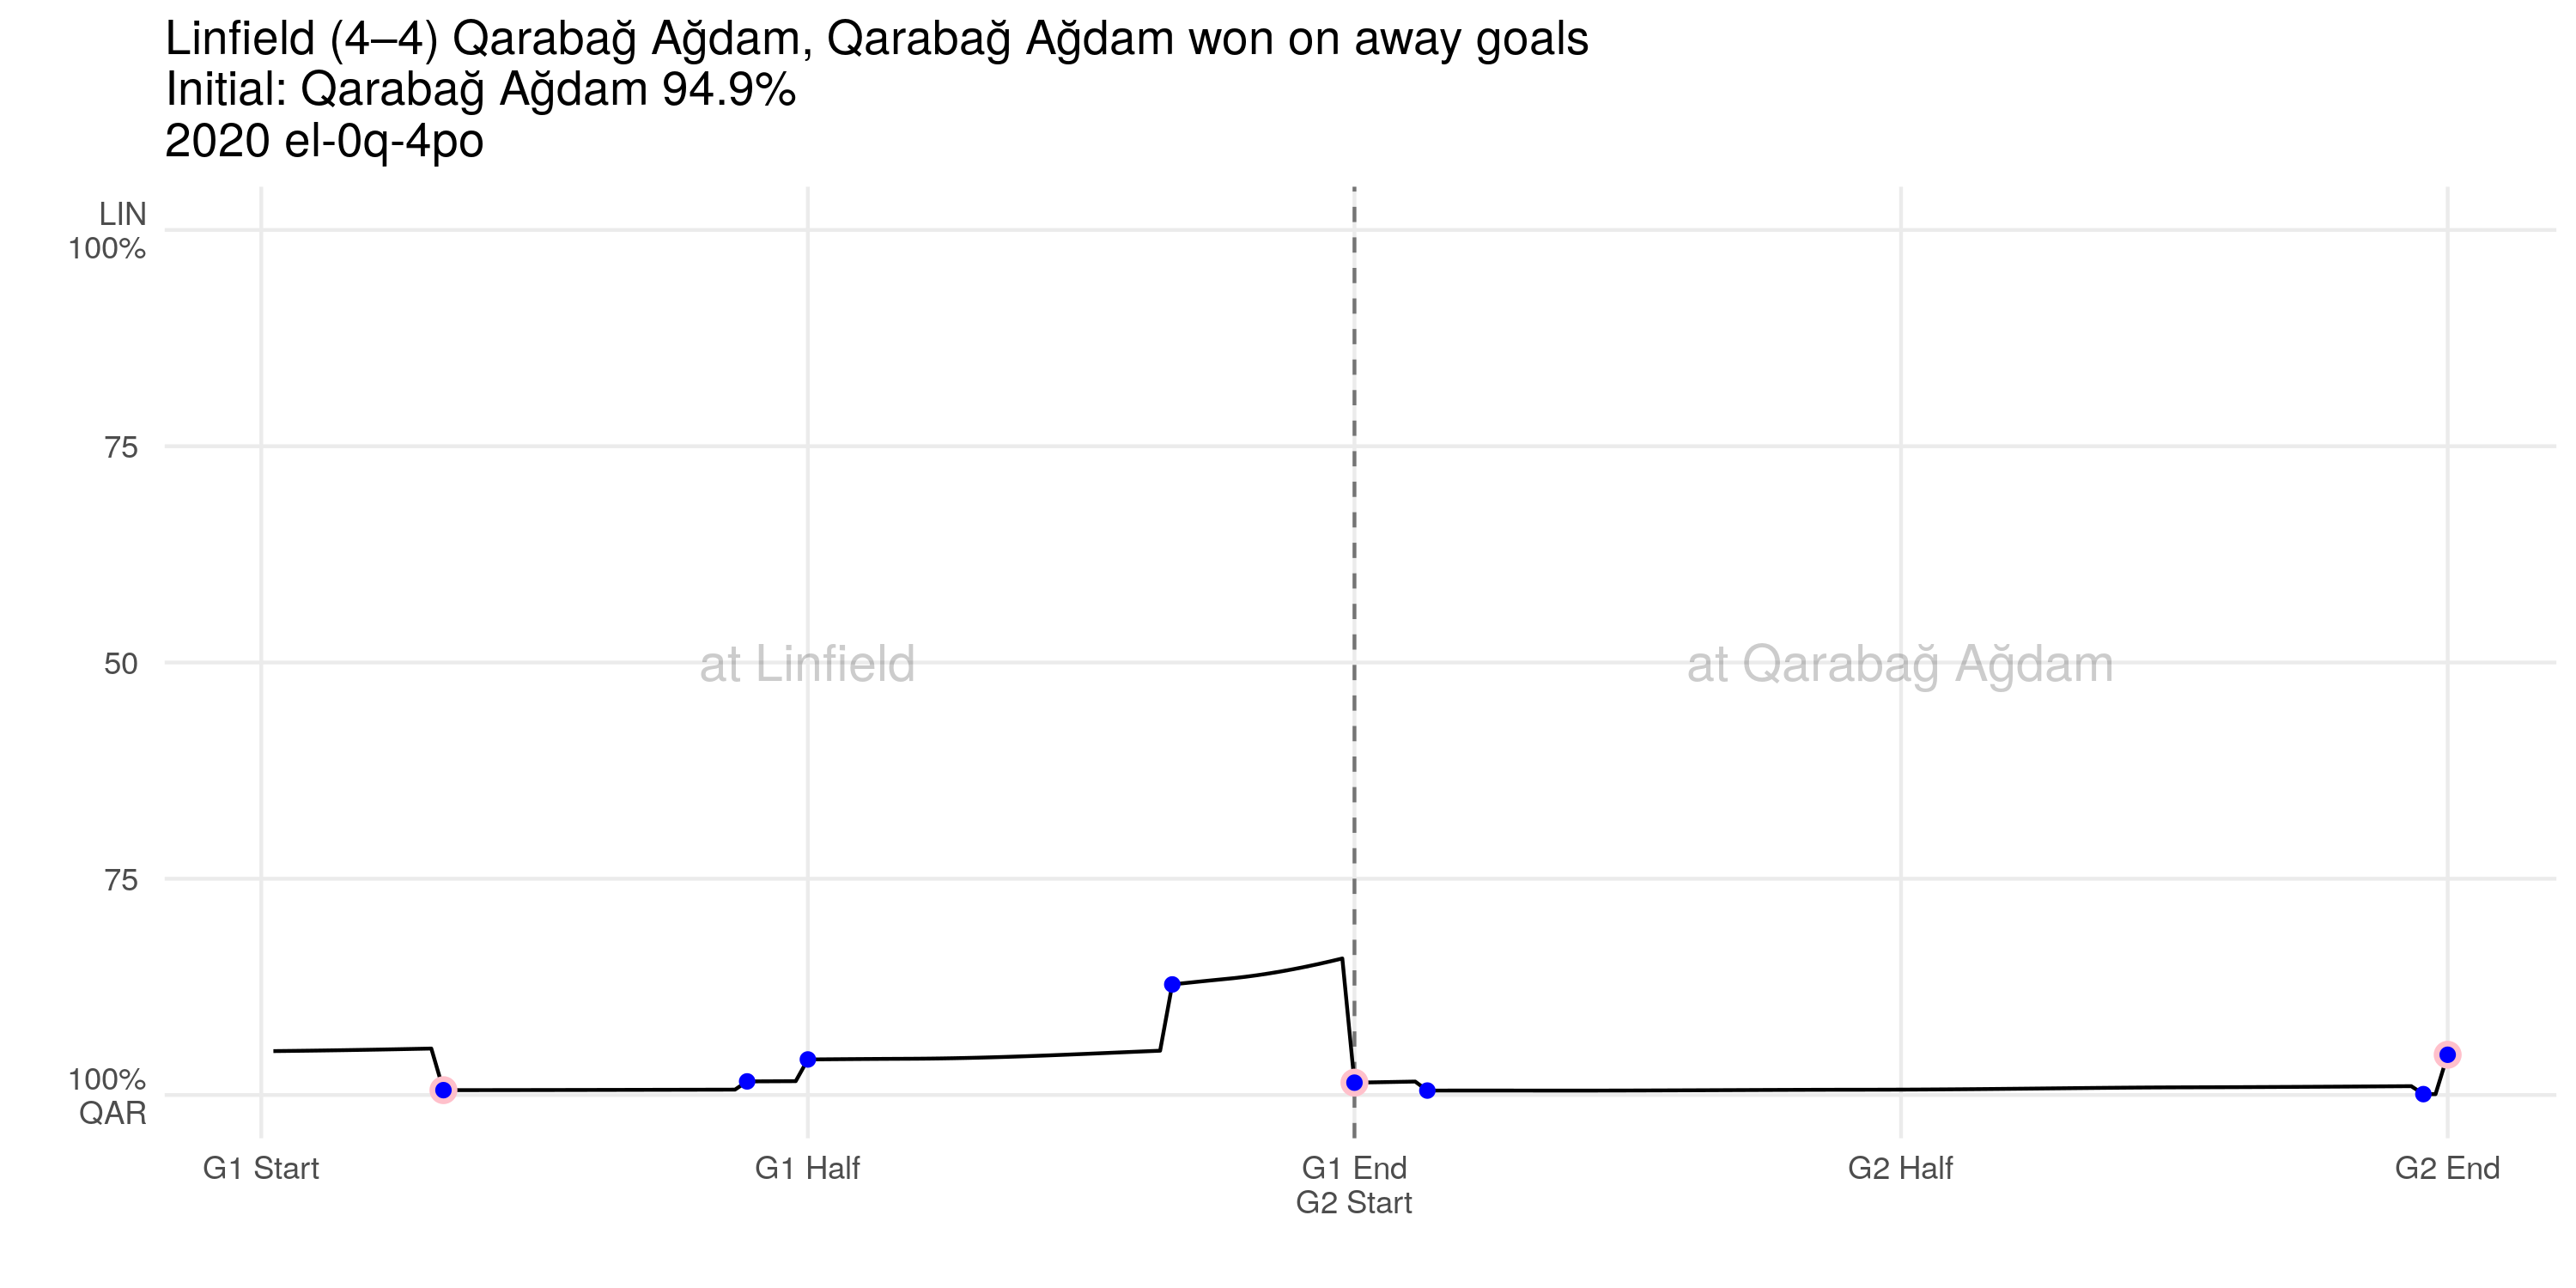 Linfield (4–4) Qarabağ Ağdam, Qarabağ Ağdam won on away goals
Initial: Qarabağ Ağdam 94.9%
2020 el-0q-4po
LIN
100%
75
50
75
100%
QAR
at Linfield
at Qarabağ Ağdam
G1 Start
G1 Half
G1 End
G2 Start
G2 Half
G2 End